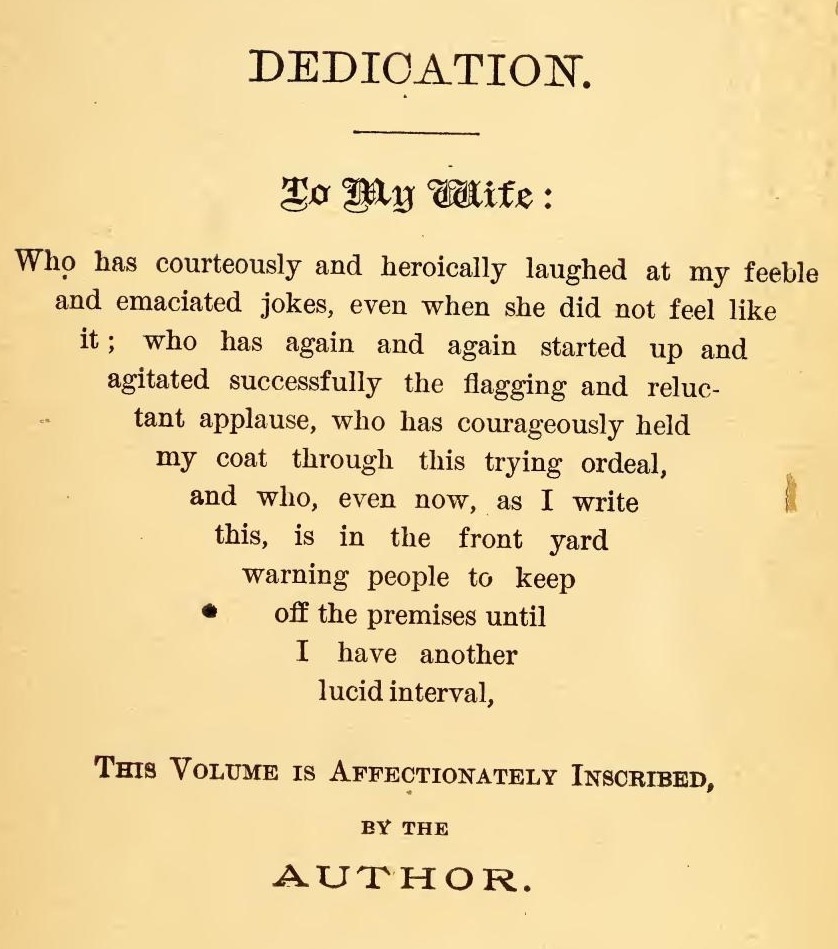 DEDICATION.
To My Wife:
Who has courteously and heroically laughed at my feeble
and emaciated jokes, even when she did not feel like
it; who has again and again started up and
agitated successfully the flagging and reluc-
tant applause, who has courageously held
my coat through this trying ordeal,
and who, even now, as I write
this, is in the front yard
warning people to keep
off the premises until
I have another
lucid interval,
THIS VOLUME IS AFFECTIONATELY INSCRIBED,
BY THE
AUTHOR.